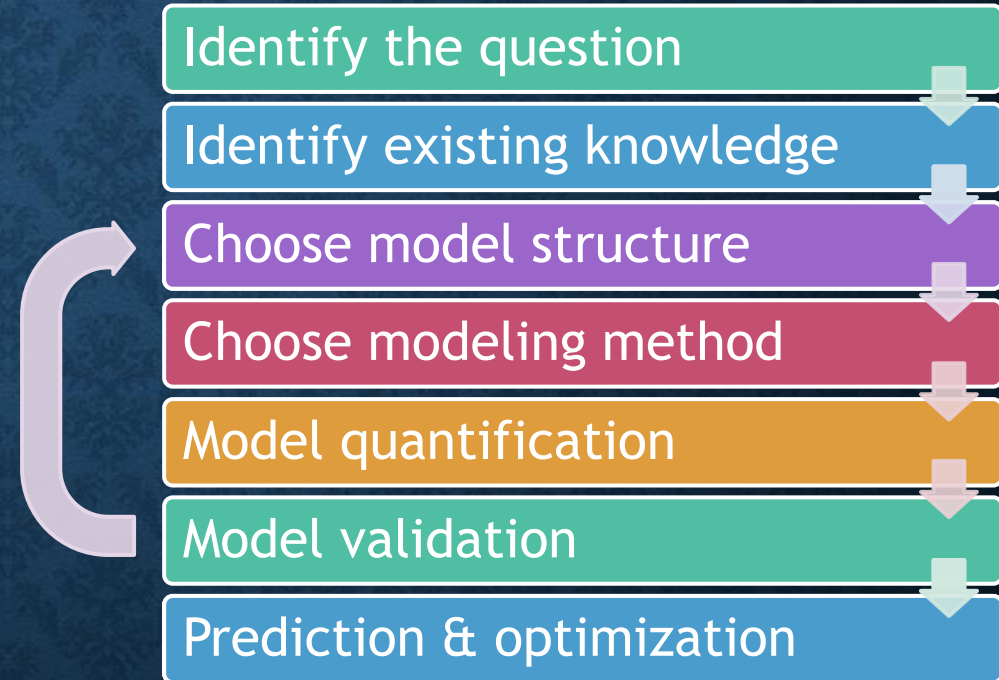 Identify the question
Identify existing knowledge
Choose model structure
Choose modeling method
Model quantification
Model validation
Prediction & optimization